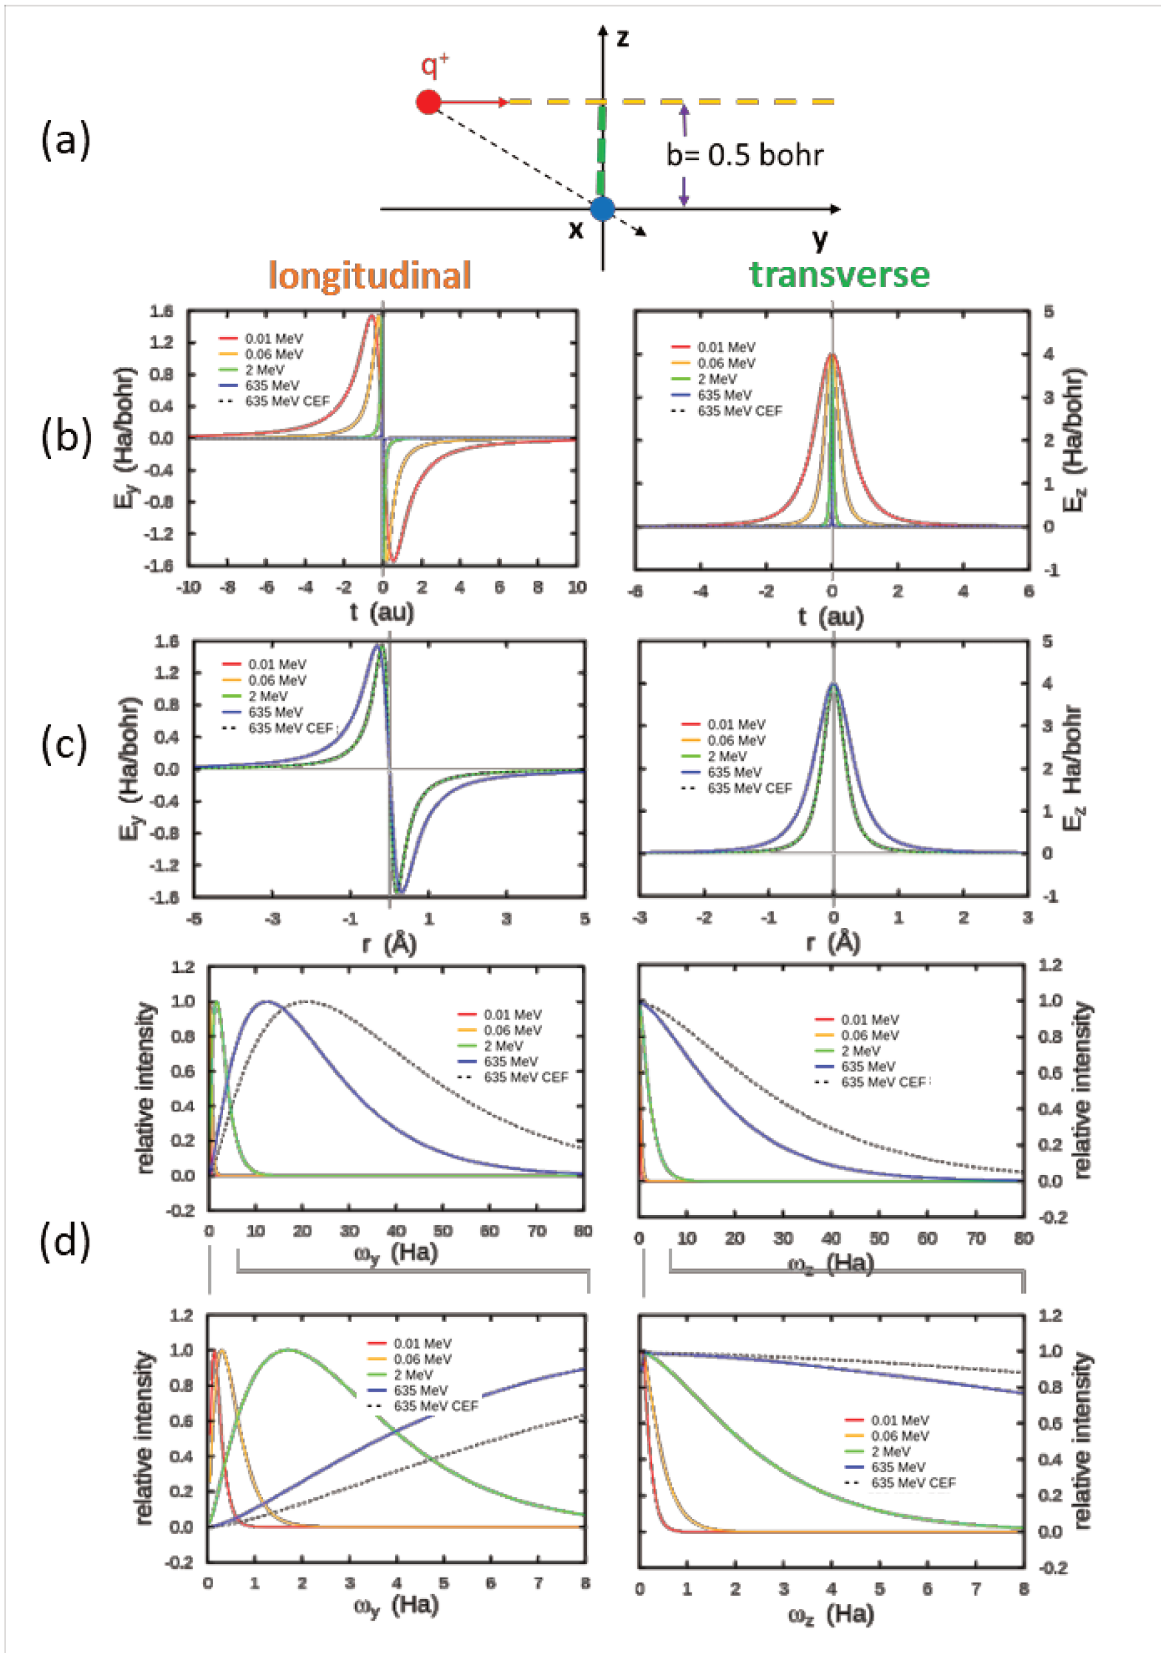 (a)
z
q+
b= 0.5 bohr
x
y
longitudinal
transverse
(b)
1.6
1.2
0.8
0.4
0.0
-0.4
-0.8
-1.2
-1.6
Ey (Ha/bohr)
0.01 MeV
0.06 MeV
2 MeV
635 MeV
635 MeV CEF
-10 -8 -6 -4 -2 0 2 4 6 8 10
t (au)
0.01 MeV
0.06 MeV
2 MeV
635 MeV
635 MeV CEF
5
4
3
2
1
0
-1
Ez (Ha/bohr)
-6 -4 -2 0 2 4 6
t (au)
(c)
1.6
1.2
0.8
0.4
0.0
-0.4
-0.8
-1.2
-1.6
Ey (Ha/bohr)
0.01 MeV
0.06 MeV
2 MeV
635 MeV
635 MeV CEF
-5 -3 -1 1 3 5
r (Å)
0.01 MeV
0.06 MeV
2 MeV
635 MeV
635 MeV CEF
5
4
3
2
1
0
-1
Ez Ha/bohr
-3 -2 -1 0 1 2 3
r (Å)
(d)
1.2
1.0
0.8
0.6
0.4
0.2
0.0
-0.2
relative intensity
0.01 MeV
0.06 MeV
2 MeV
635 MeV
635 MeV CEF
0 10 20 30 40 50 60 70 80
ωy (Ha)
0.01 MeV
0.06 MeV
2 MeV
635 MeV
635 MeV CEF
1.2
1.0
0.8
0.6
0.4
0.2
0.0
-0.2
relative intensity
0 10 20 30 40 50 60 70 80
ωz (Ha)
1.2
1.0
0.8
0.6
0.4
0.2
0.0
-0.2
relative intensity
0.01 MeV
0.06 MeV
2 MeV
635 MeV
635 MeV CEF
0 1 2 3 4 5 6 7 8
ωy (Ha)
0.01 MeV
0.06 MeV
2 MeV
635 MeV
635 MeV CEF
1.2
1.0
0.8
0.6
0.4
0.2
0.0
-0.2
relative intensity
0 1 2 3 4 5 6 7 8
ωz (Ha)